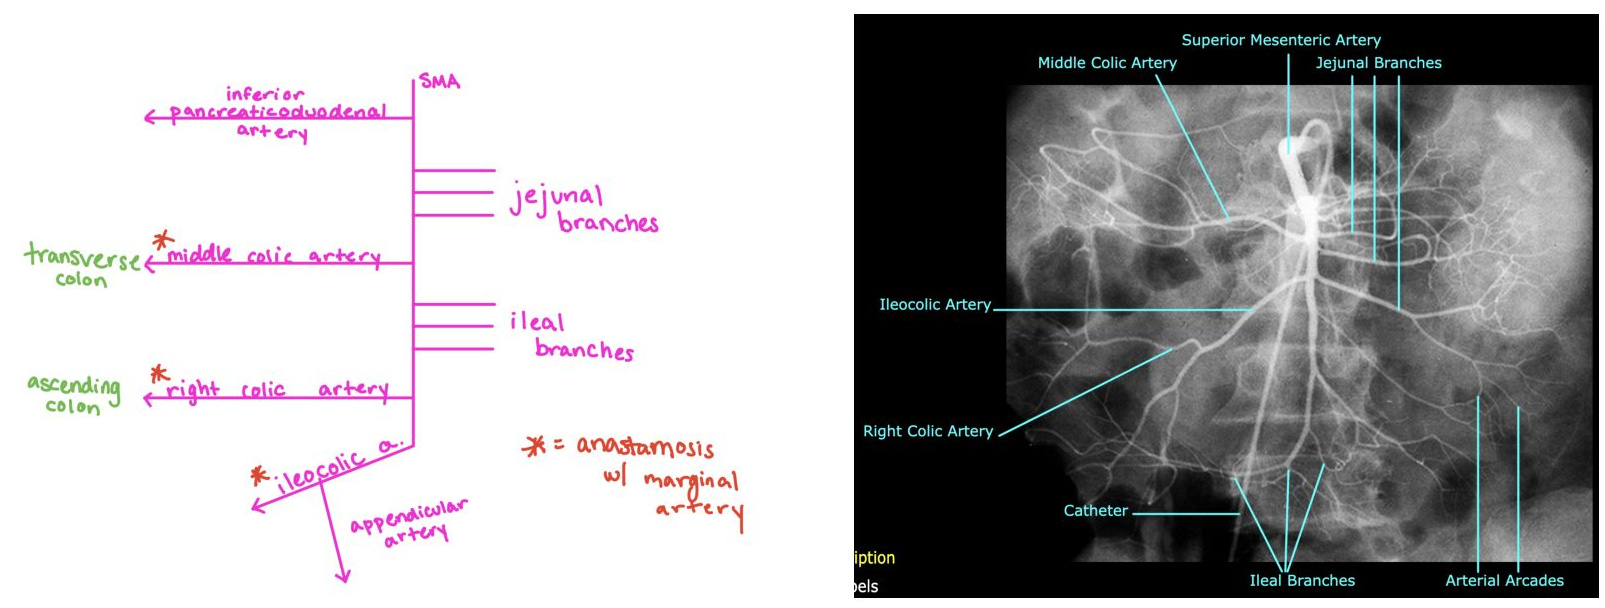 SMA
inferior
pancreaticoduodenal
artery
jejunal
branches
* middle colic artery
transverse
colon
ileal
branches
* right colic artery
ascending
colon
* ileocolic a.
appendicular
artery
* = anastamosis
w/ marginal
artery
Superior Mesenteric Artery
Middle Colic Artery
Jejunal Branches
Ileocolic Artery
Right Colic Artery
Catheter
Ileal Branches
Arterial Arcades
iption
pels